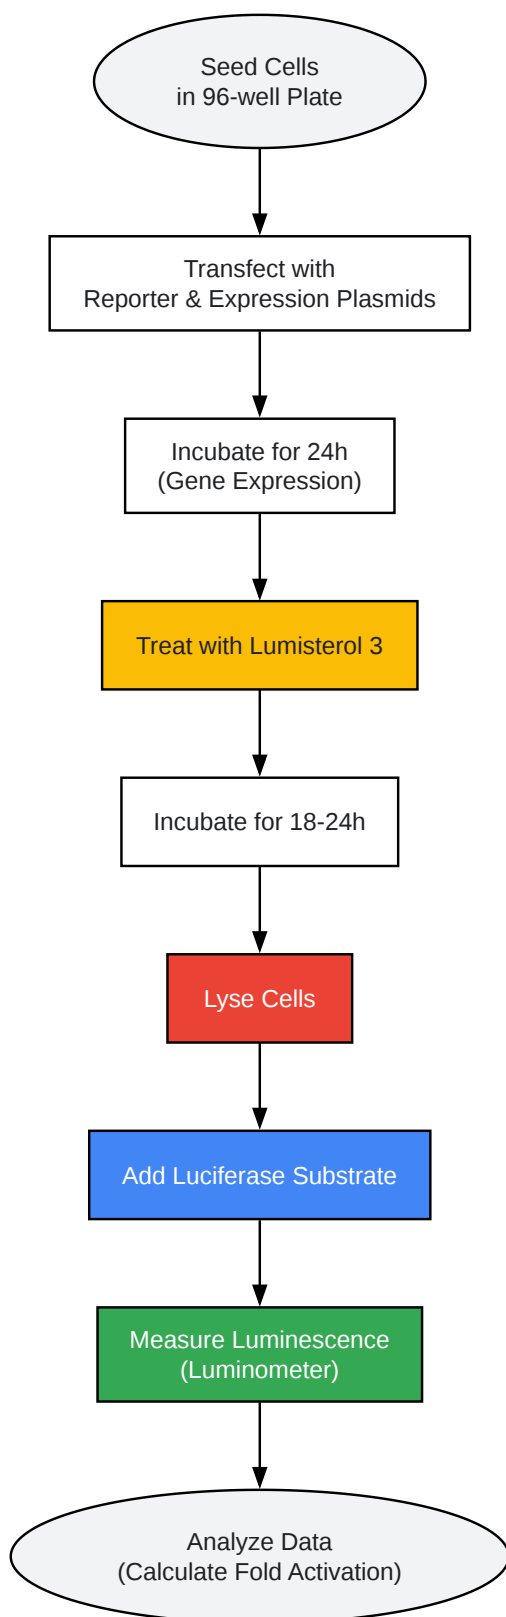 Seed Cells
in 96-well Plate
Transfect with
Reporter & Expression Plasmids
Incubate for 24h
(Gene Expression)
Treat with Lumisterol 3
Incubate for 18-24h
Lyse Cells
Add Luciferase Substrate
Measure Luminescence
(Luminometer)
Analyze Data
(Calculate Fold Activation)